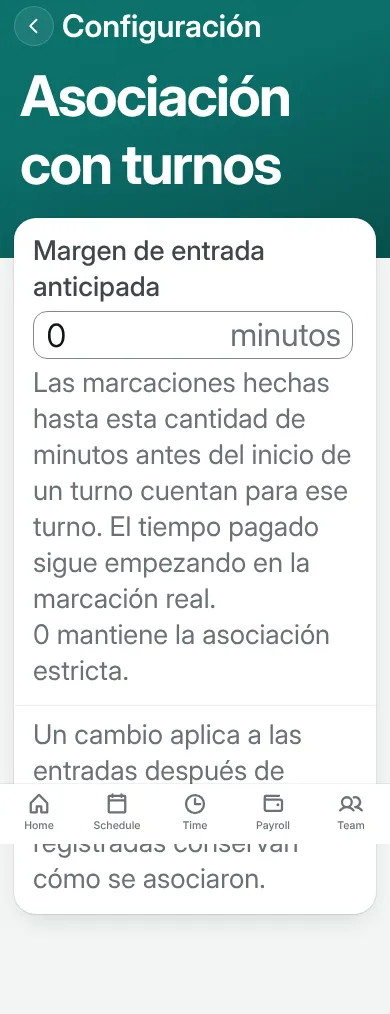 Configuración
Asociación
con turnos
Margen de entrada
anticipada
0 minutos
Las marcaciones hechas
hasta esta cantidad de
minutos antes del inicio de
un turno cuentan para ese
turno. El tiempo pagado
sigue empezando en la
marcación real.
0 mantiene la asociación
estricta.
Un cambio aplica a las
entradas después de
Home Schedule Time Payroll Team
registradas conservan
cómo se asociaron.